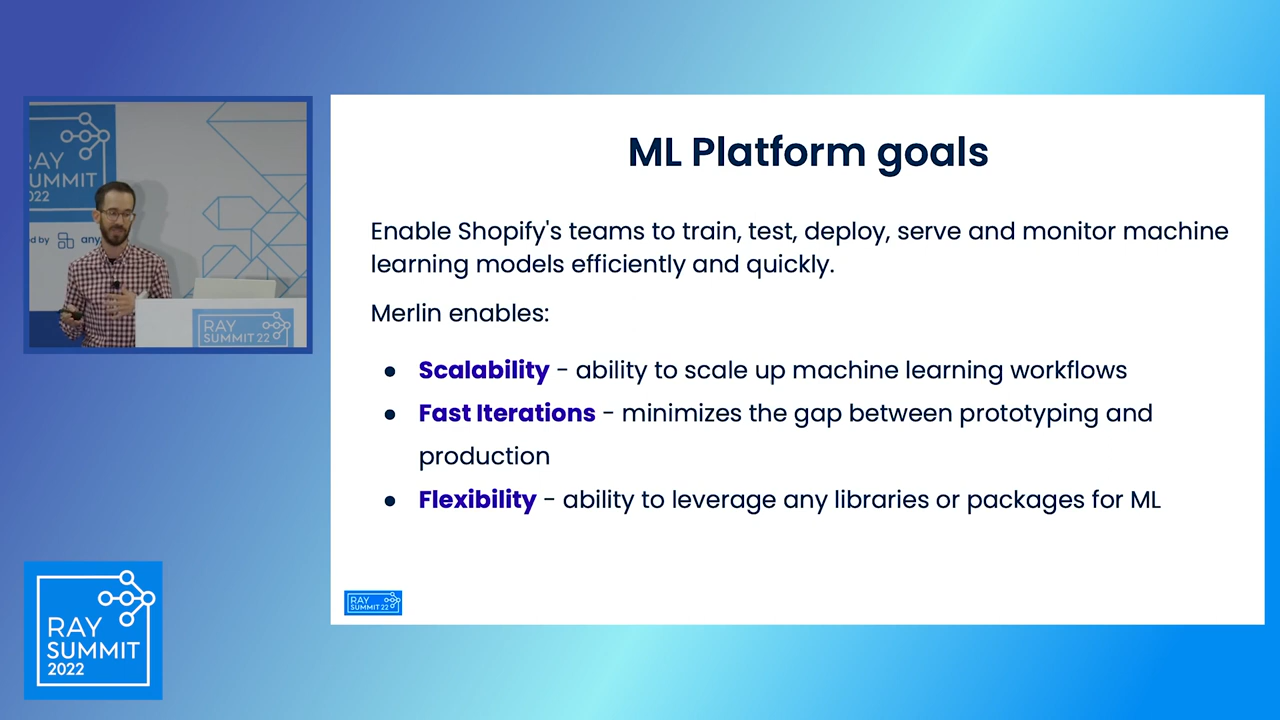 RAY
SUMMIT
2022
ed by any
RAY
SUMMIT 22
ML Platform goals
Enable Shopify's teams to train, test, deploy, serve and monitor machine
learning models efficiently and quickly.
Merlin enables:
● Scalability - ability to scale up machine learning workflows
● Fast Iterations - minimizes the gap between prototyping and
production
● Flexibility - ability to leverage any libraries or packages for ML
RAY
SUMMIT 22
RAY
SUMMIT
2022